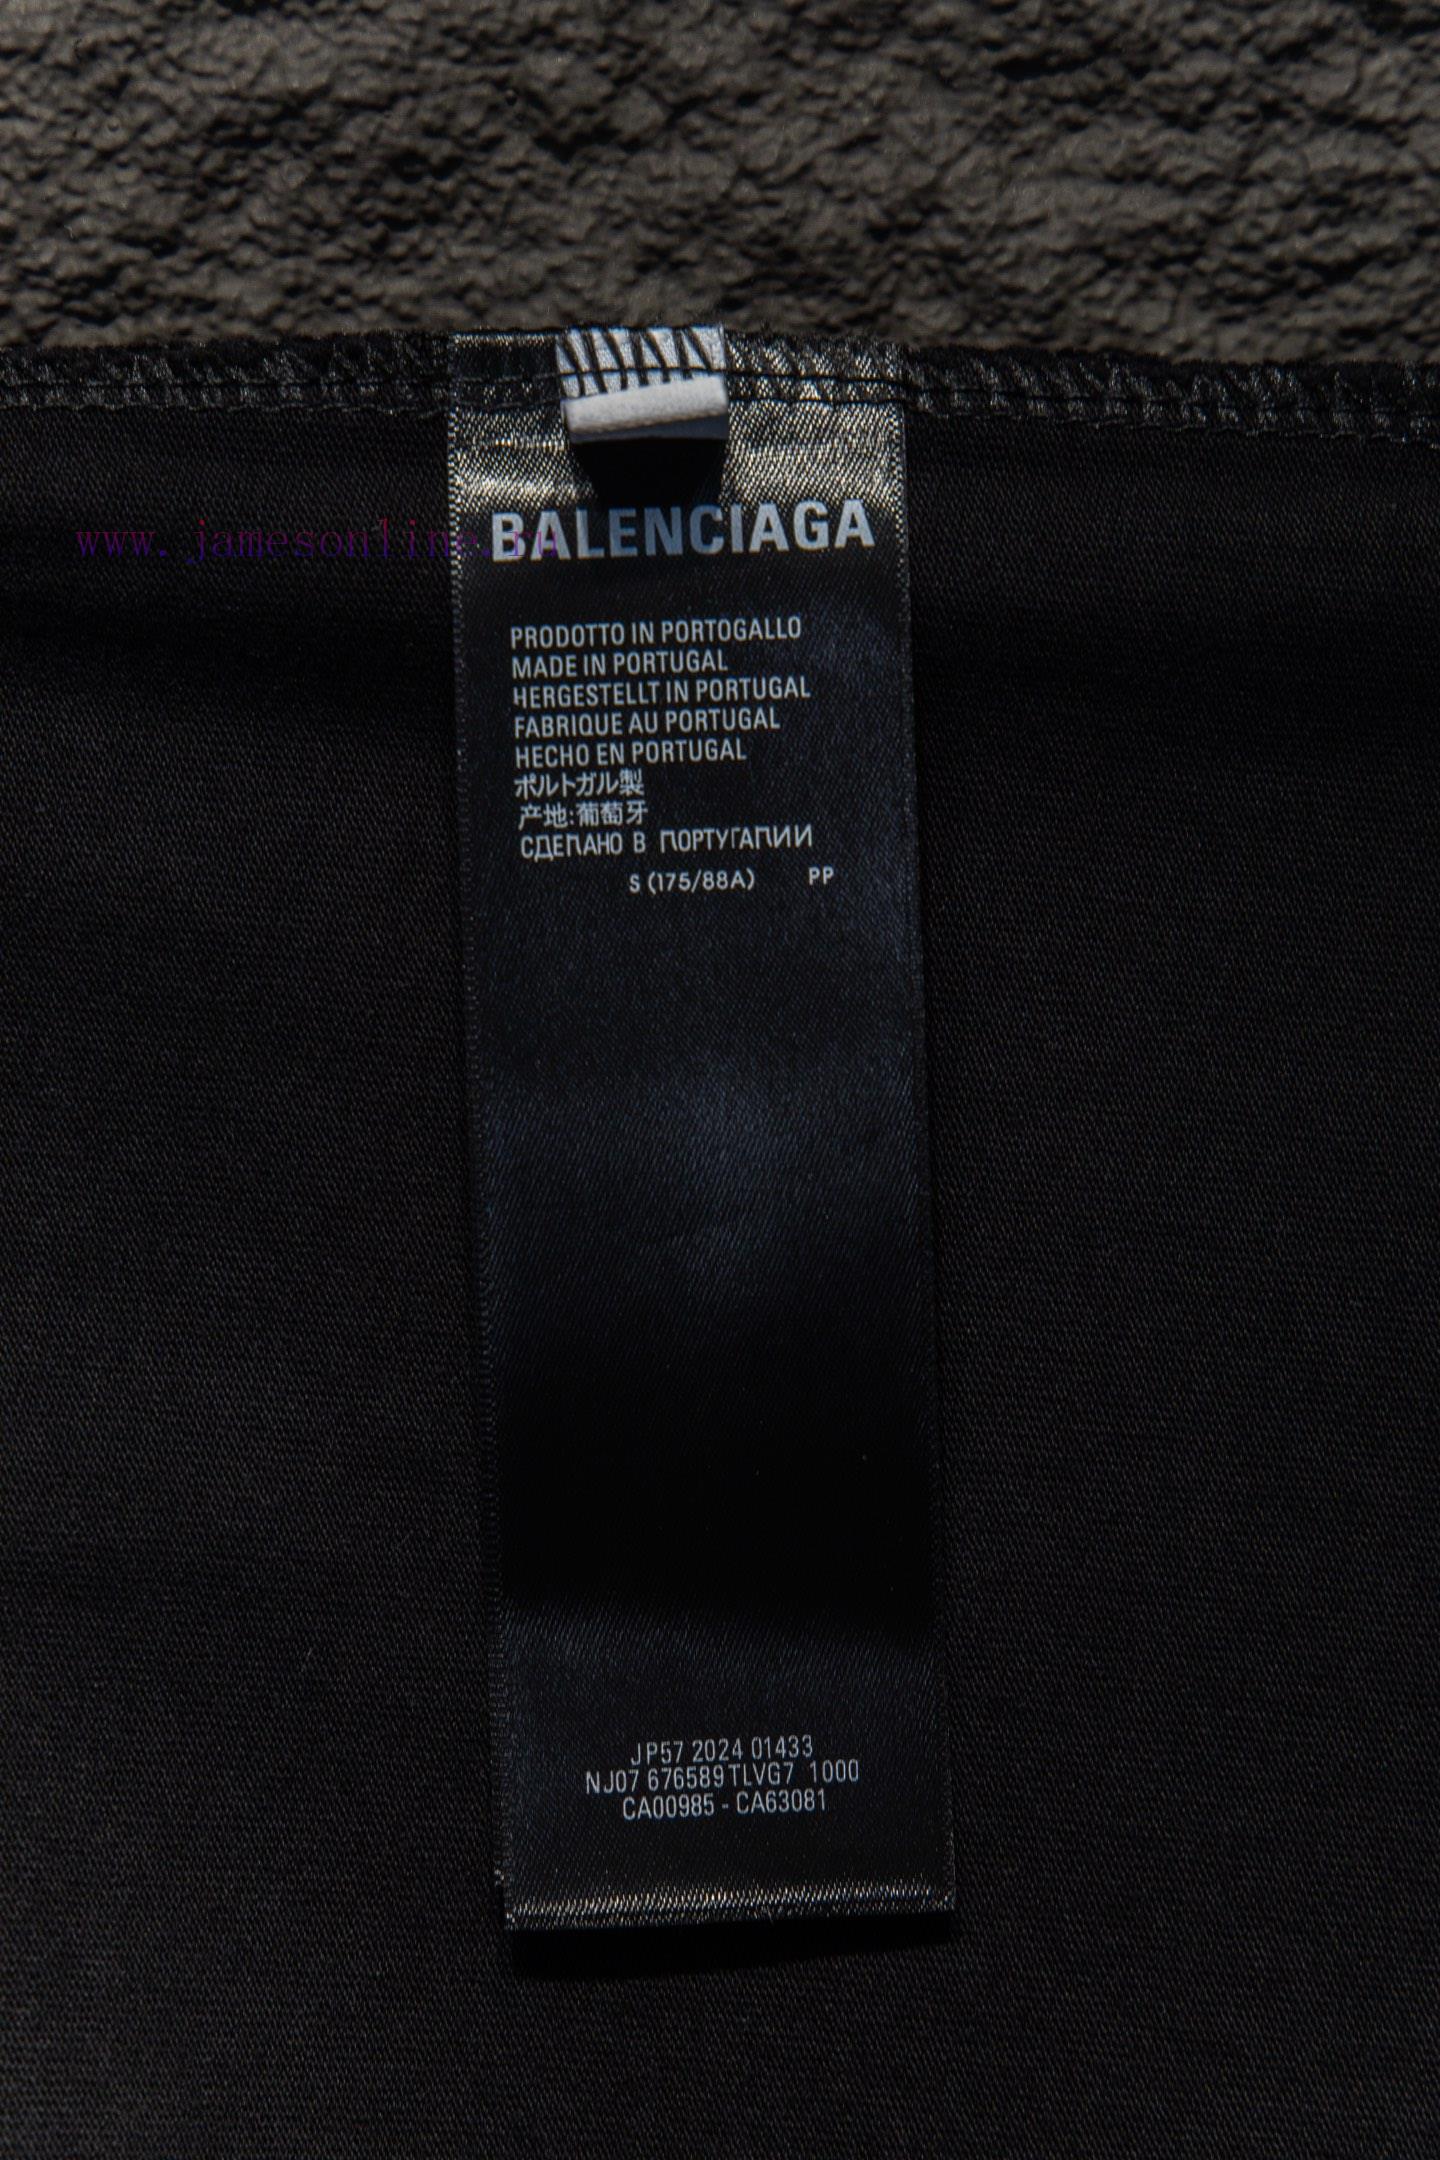 www.jamesonline.ru
BALENCIAGA
PRODOTTO IN PORTOGALLO
MADE IN PORTUGAL
HERGESTELLT IN PORTUGAL
FABRIQUE AU PORTUGAL
HECHO EN PORTUGAL
ポルトガル製
产地:葡萄牙
СДЕПАНО В ПОРТУГАПИИ
S (175/88A) PP
JP57 2024 01433
NJ07 676589TLVG7 1000
CA00985 - CA63081